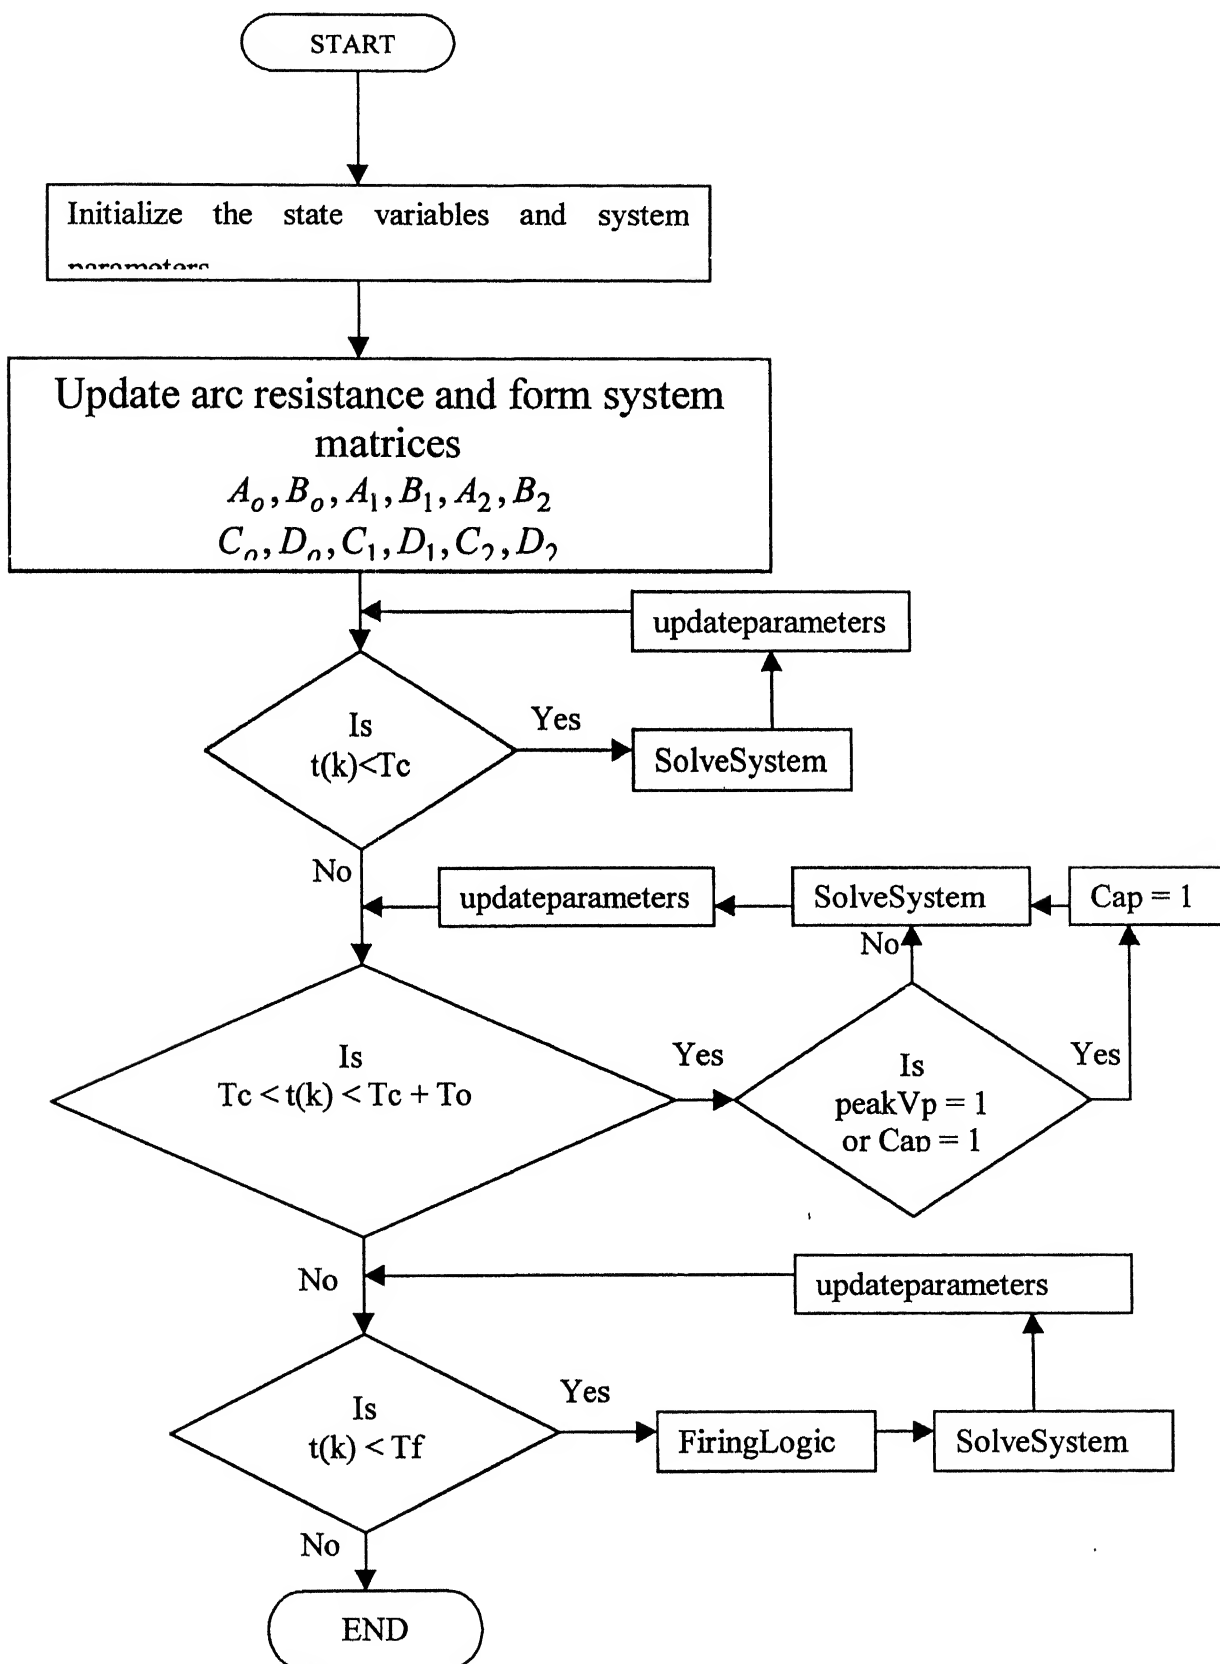 START
Initialize the state variables and system
parameters
Update arc resistance and form system
matrices
A_o, B_o, A_1, B_1, A_2, B_2
C_o, D_o, C_1, D_1, C_2, D_2
updateparameters
Is
t(k)<Tc
Yes
SolveSystem
No
updateparameters
SolveSystem
Cap = 1
No
Is
Tc < t(k) < Tc + To
Yes
Is
peakVp = 1
or Cap = 1
Yes
No
updateparameters
Is
t(k) < Tf
Yes
FiringLogic
SolveSystem
No
END